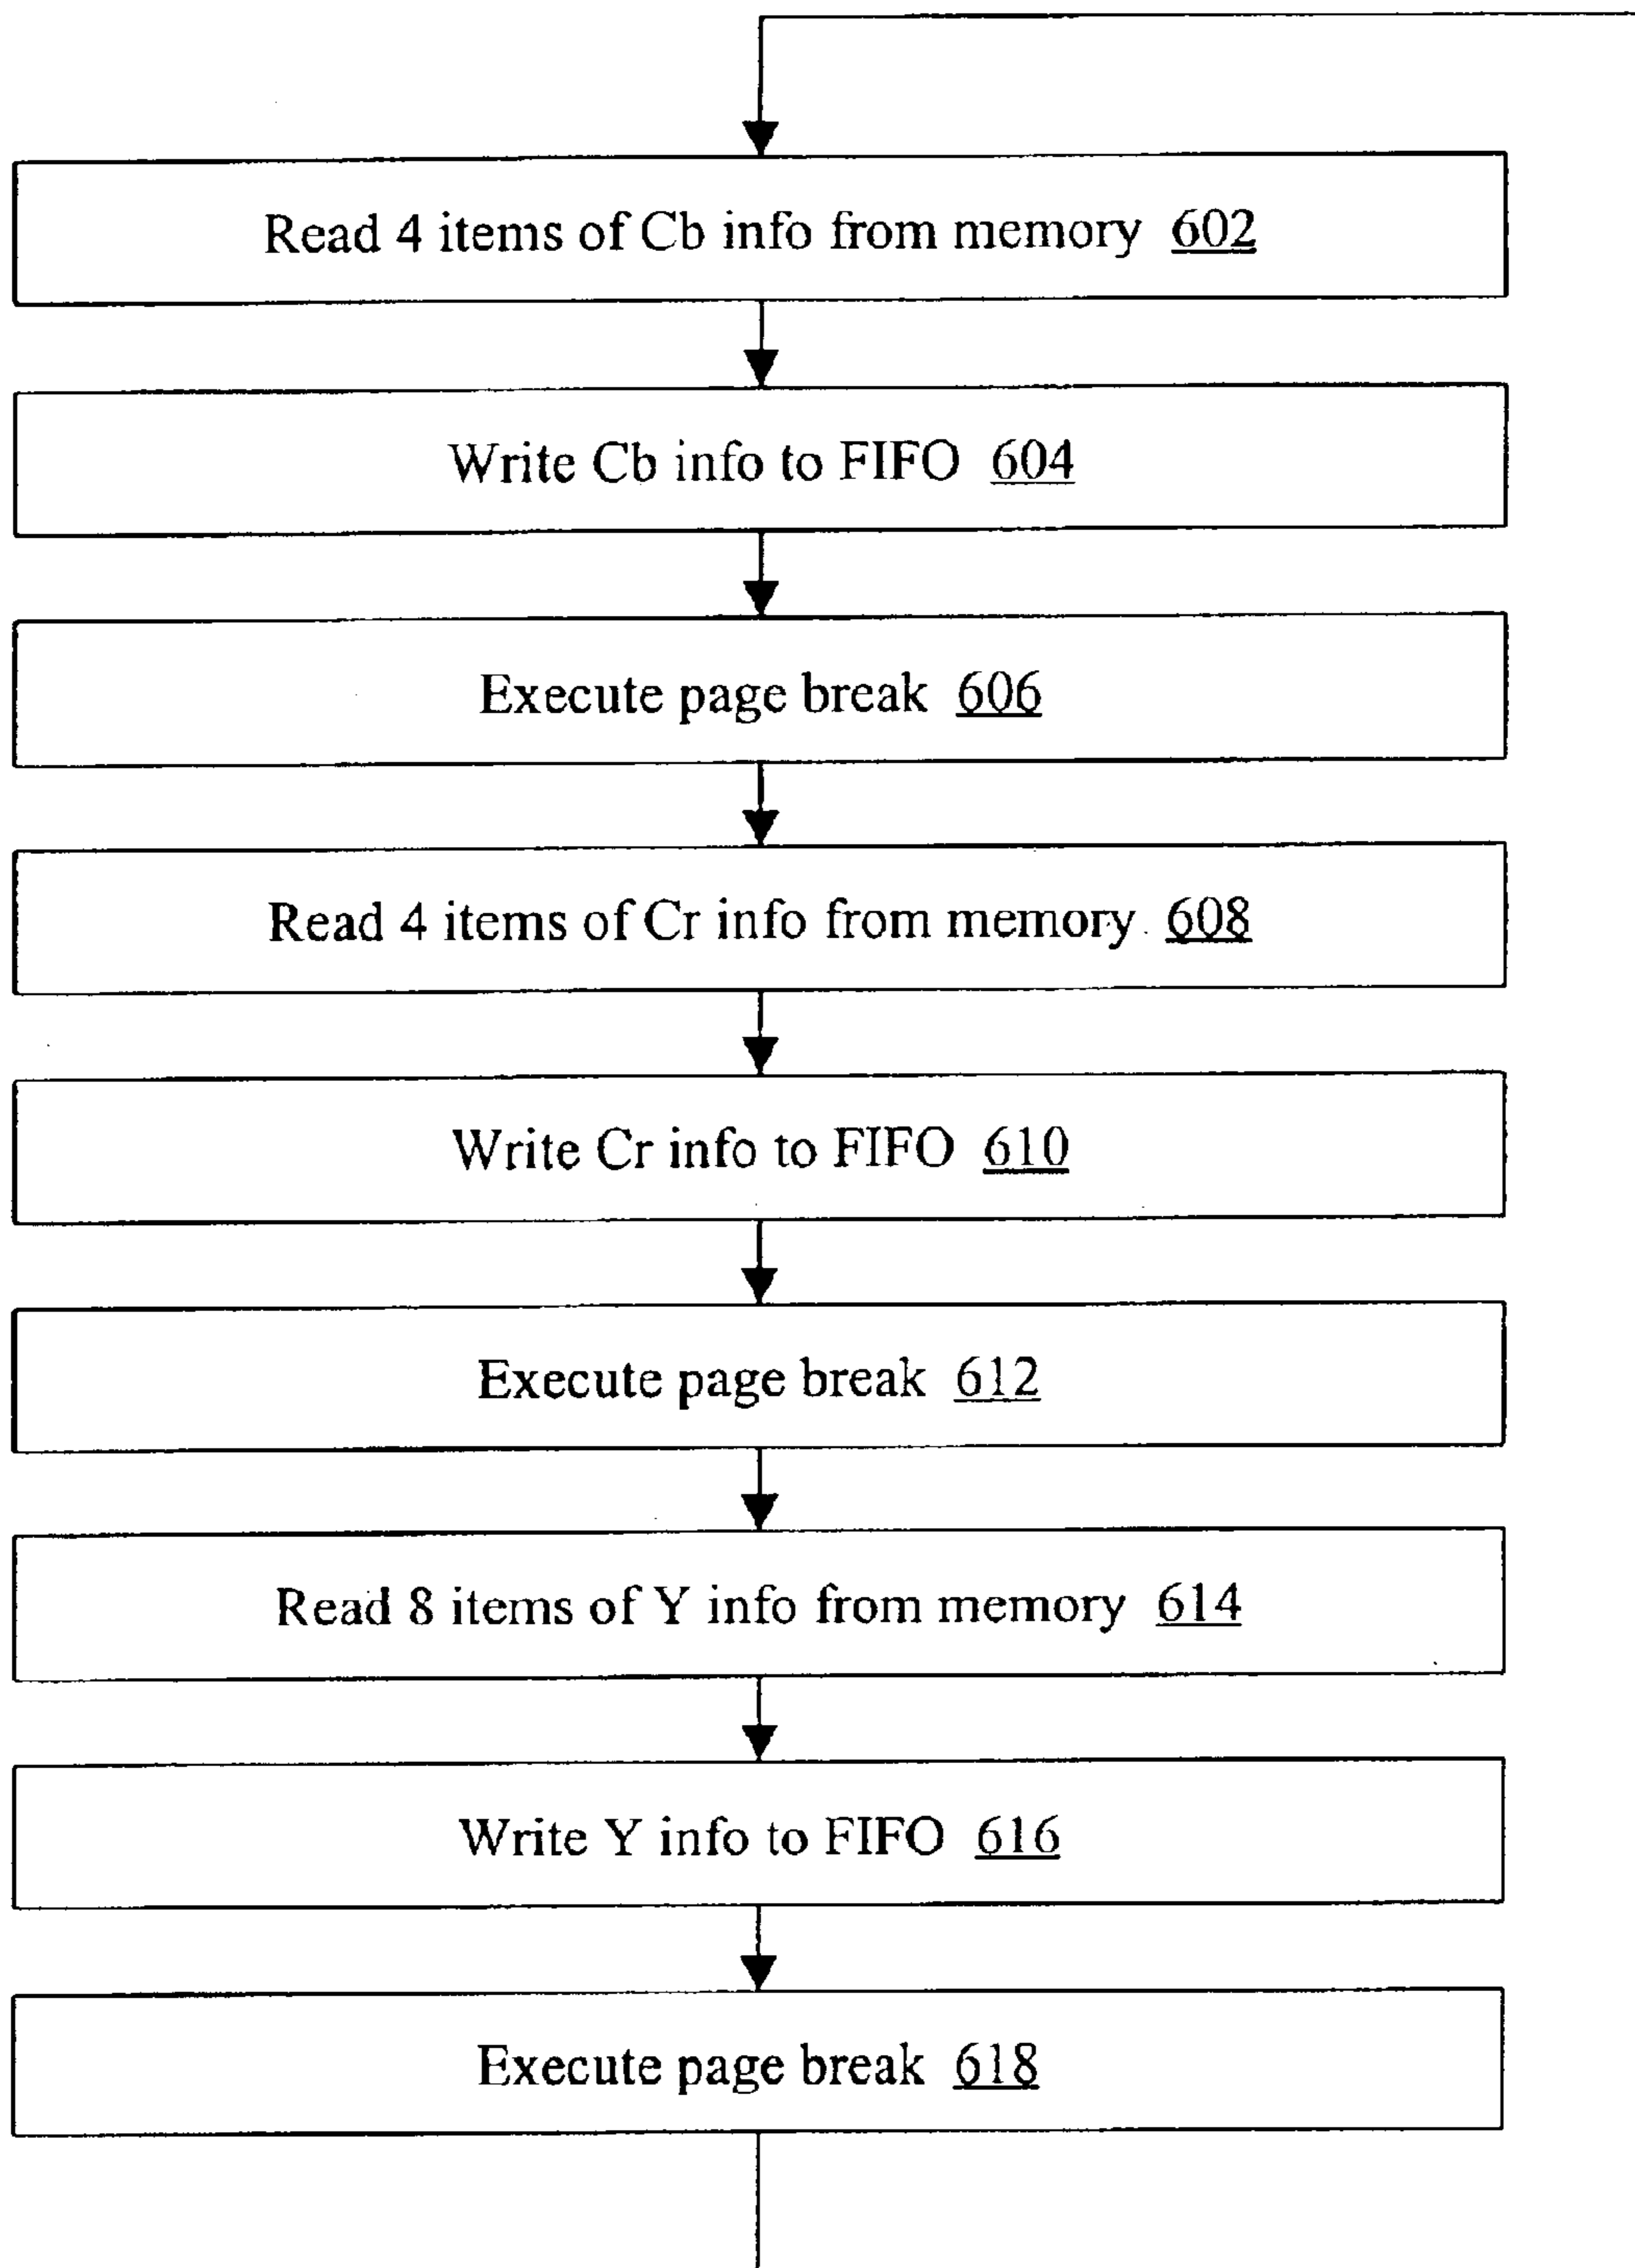 Read 4 items of Cb info from memory 602
Write Cb info to FIFO 604
Execute page break 606
Read 4 items of Cr info from memory 608
Write Cr info to FIFO 610
Execute page break 612
Read 8 items of Y info from memory 614
Write Y info to FIFO 616
Execute page break 618